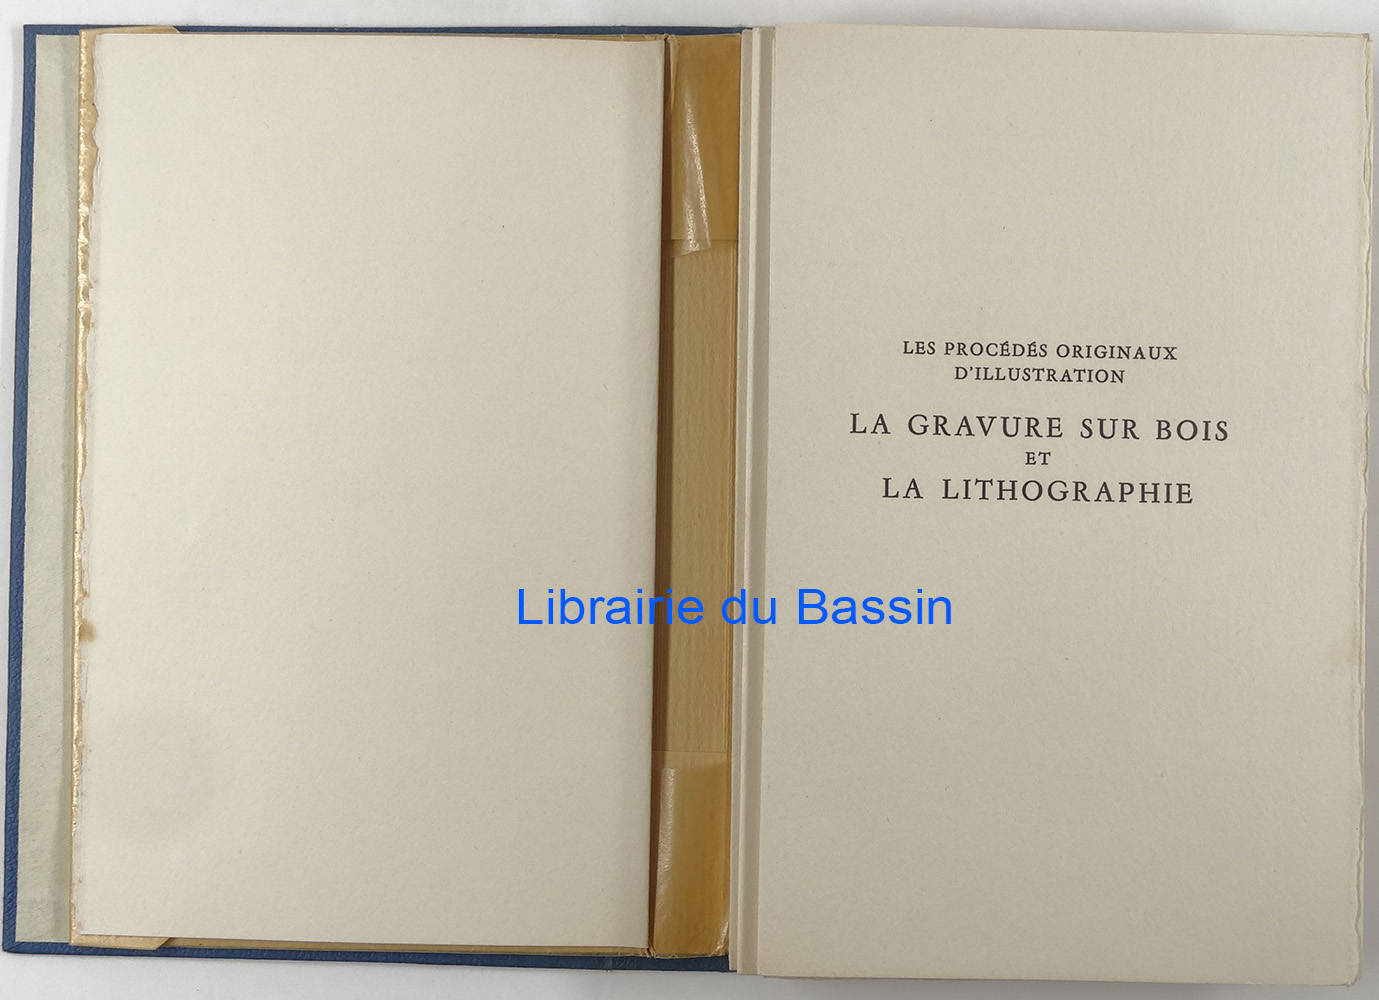 LES PROCÉDÉS ORIGINAUX
D'ILLUSTRATION
LA GRAVURE SUR BOIS
ET
LA LITHOGRAPHIE
Librairie du Bassin